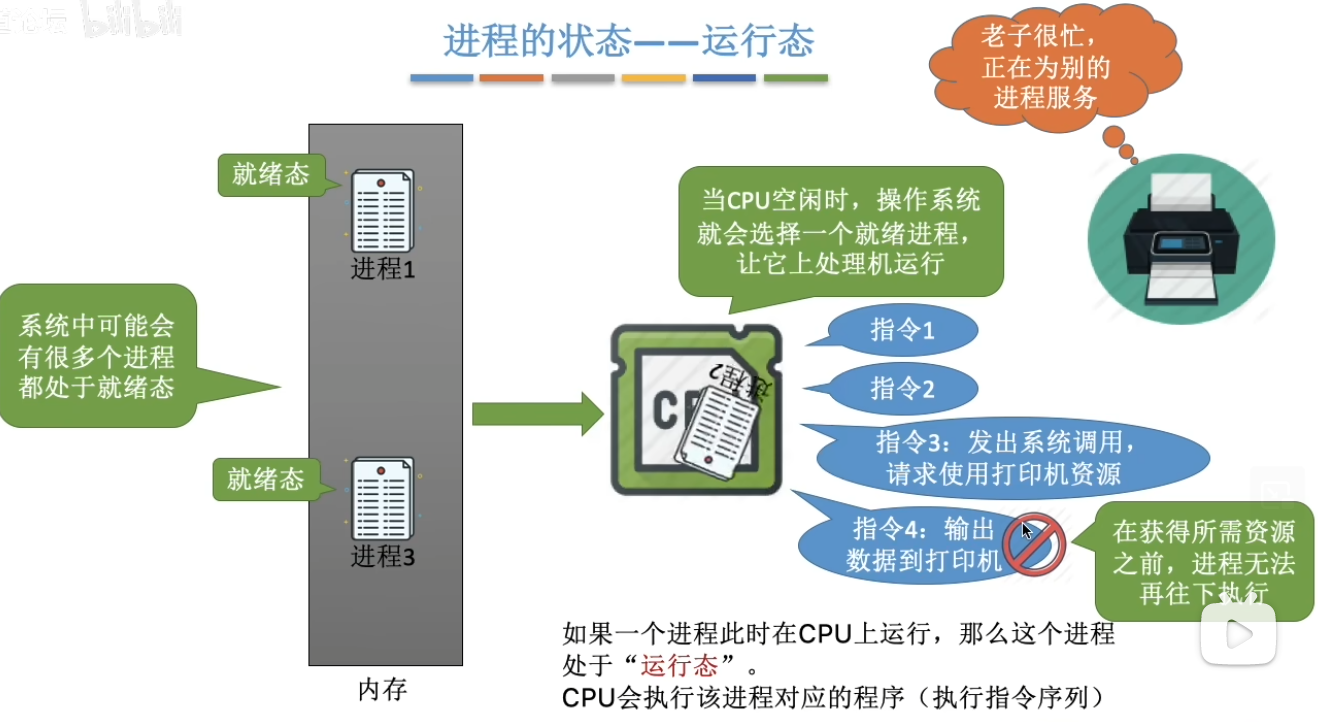 bilibili
进程的状态——运行态
老子很忙，
正在为别的
进程服务
就绪态
进程1
当CPU空闲时，操作系统
就会选择一个就绪进程，
让它上处理机运行
系统中可能会
有很多个进程
都处于就绪态
指令1
指令2
进程2
指令3：发出系统调用，
请求使用打印机资源
就绪态
进程3
指令4：输出
数据到打印机
在获得所需资源
之前，进程无法
再往下执行
如果一个进程此时在CPU上运行，那么这个进程
处于“运行态”。
CPU会执行该进程对应的程序（执行指令序列）
内存